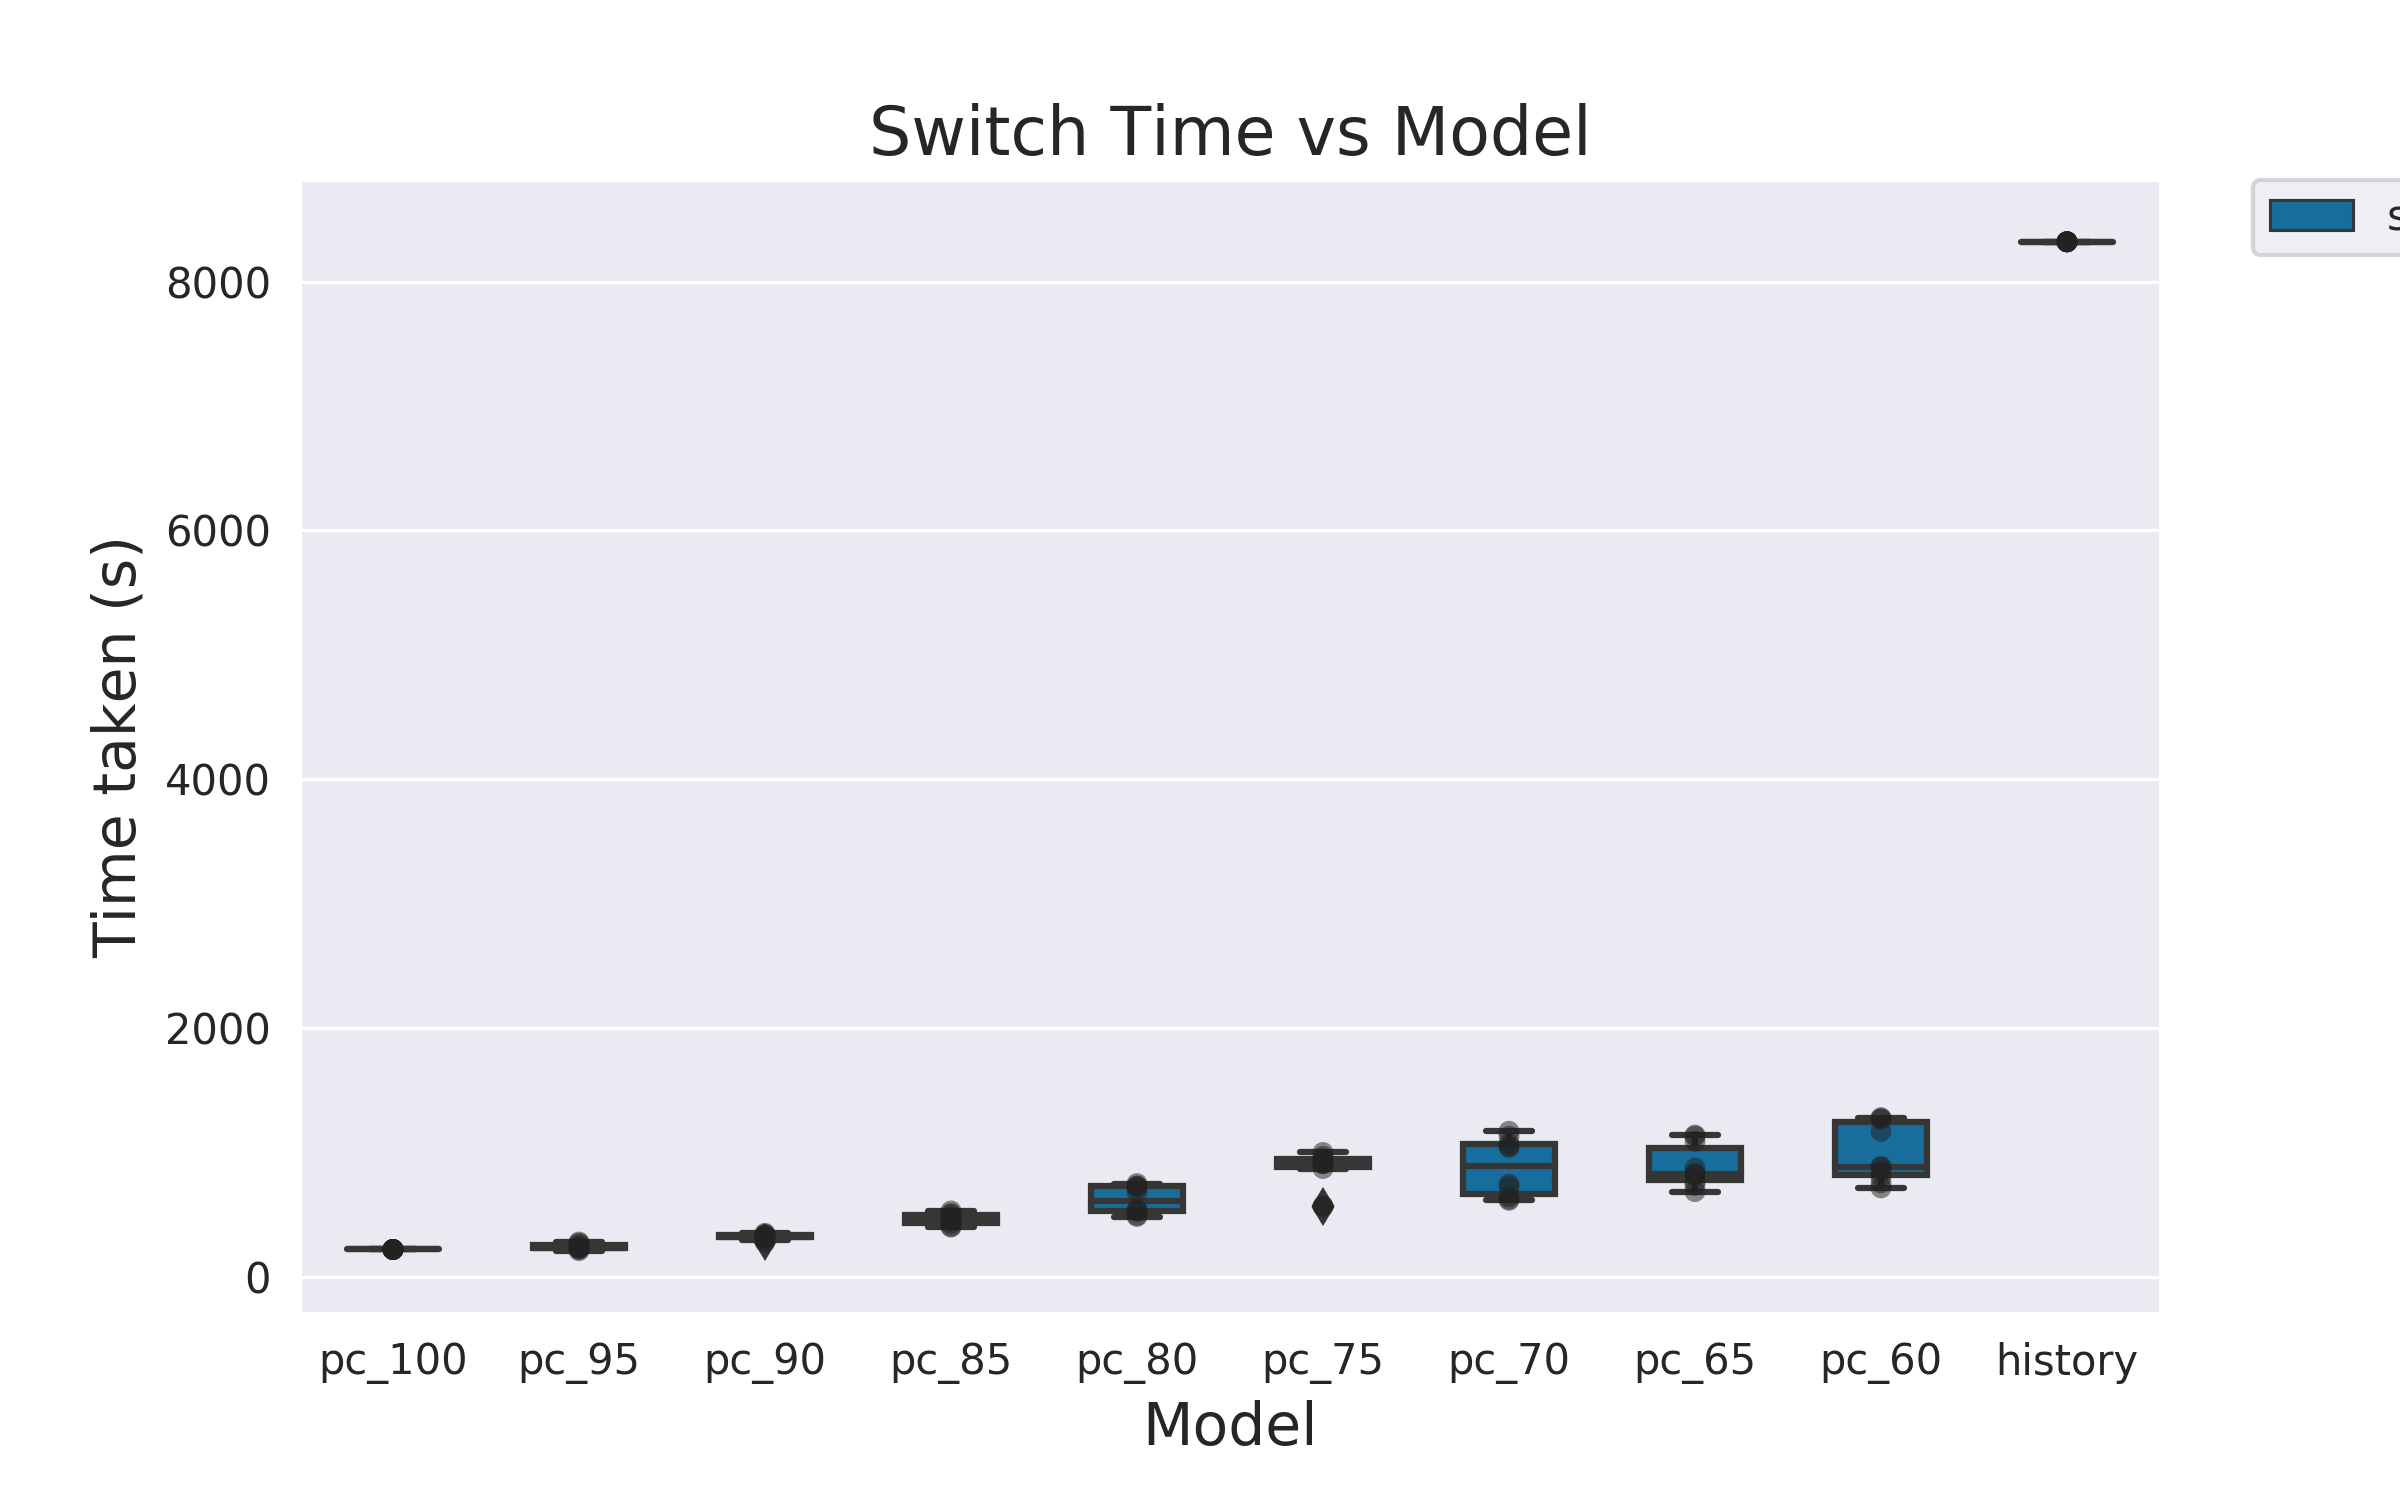 Switch Time vs Model
Time taken (s)
8000
6000
4000
2000
0
pc_100 pc_95 pc_90 pc_85 pc_80 pc_75 pc_70 pc_65 pc_60 history
Model